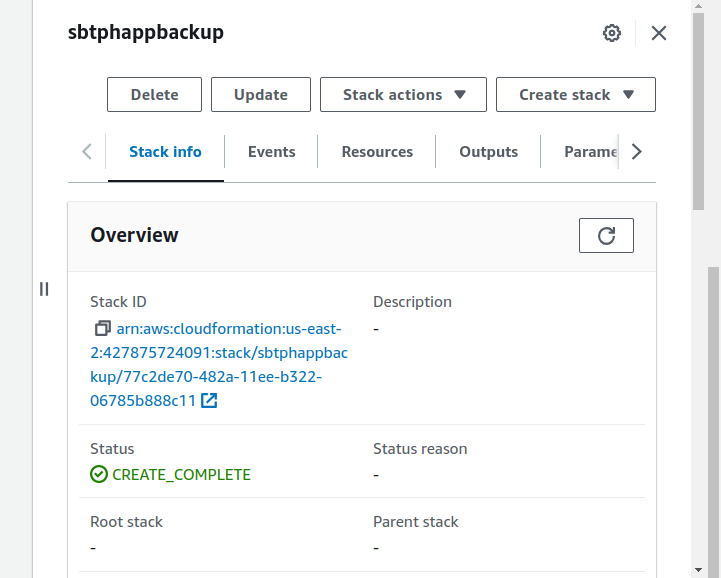 sbtphappbackup
Delete
Update
Stack actions
Create stack
Stack info
Events
Resources
Outputs
Parame
Overview
Stack ID
arn:aws:cloudformation:us-east-
2:427875724091:stack/sbtphappbac
kup/77c2de70-482a-11ee-b322-
06785b888c11
Description
-
Status
CREATE_COMPLETE
Status reason
-
Root stack
-
Parent stack
-